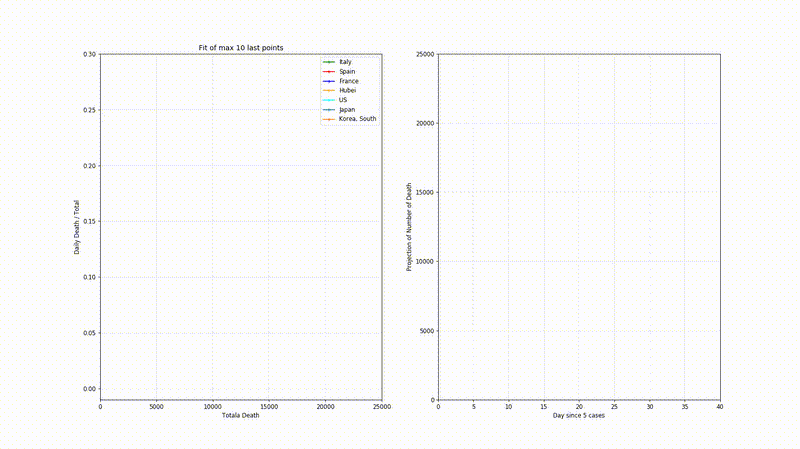 Fit of max 10 last points
0.30
0.25
0.20
0.15
0.10
0.05
0.00
Daily Death / Total
Italy
Spain
France
Hubei
US
Japan
Korea, South
0 5000 10000 15000 20000 25000
Totala Death
25000
20000
15000
10000
5000
0
Projection of Number of Death
0 5 10 15 20 25 30 35 40
Day since 5 cases